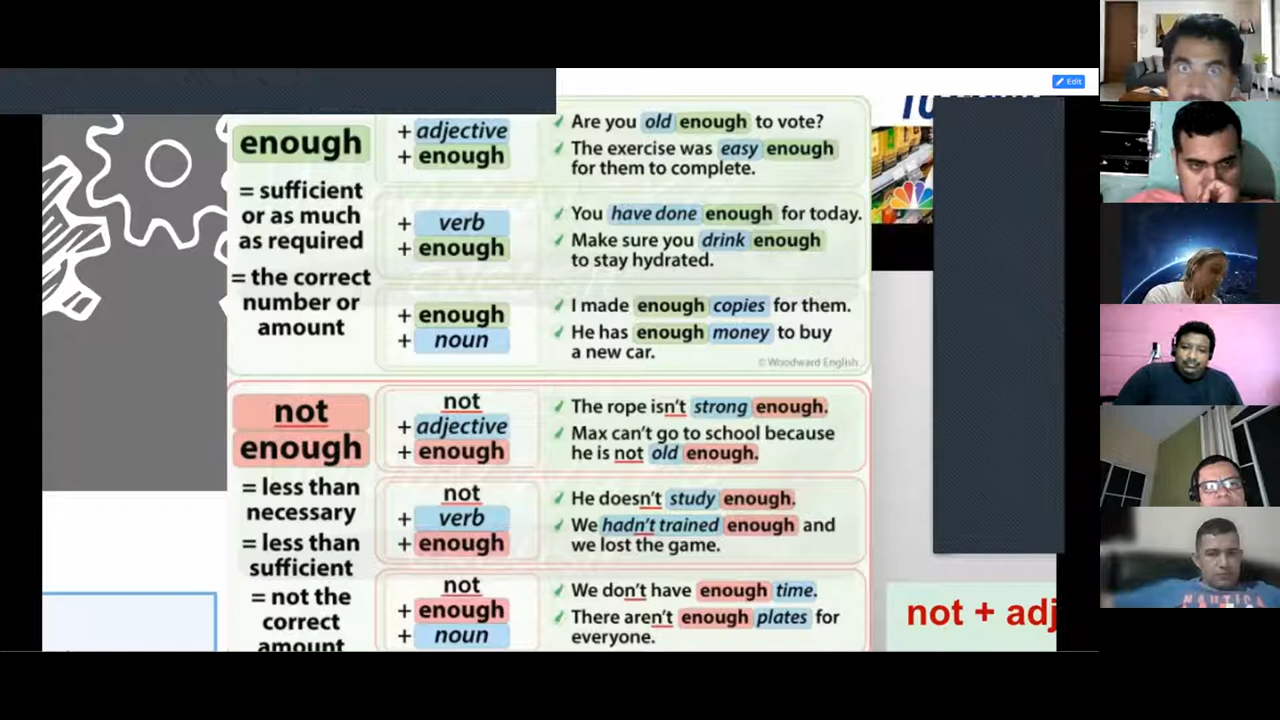 Edit
enough
= sufficient
or as much
as required
= the correct
number or
amount
+ adjective
+ enough
✓ Are you old enough to vote?
✓ The exercise was easy enough
for them to complete.
+ verb
+ enough
✓ You have done enough for today.
✓ Make sure you drink enough
to stay hydrated.
+ enough
+ noun
✓ I made enough copies for them.
✓ He has enough money to buy
a new car.
© Woodward English
not
enough
= less than
necessary
= less than
sufficient
= not the
correct
amount
not
+ adjective
+ enough
✓ The rope isn't strong enough.
✓ Max can't go to school because
he is not old enough.
not
+ verb
+ enough
✓ He doesn't study enough.
✓ We hadn't trained enough and
we lost the game.
not
+ enough
+ noun
✓ We don't have enough time.
✓ There aren't enough plates for
everyone.
not + adj
NAUTICA